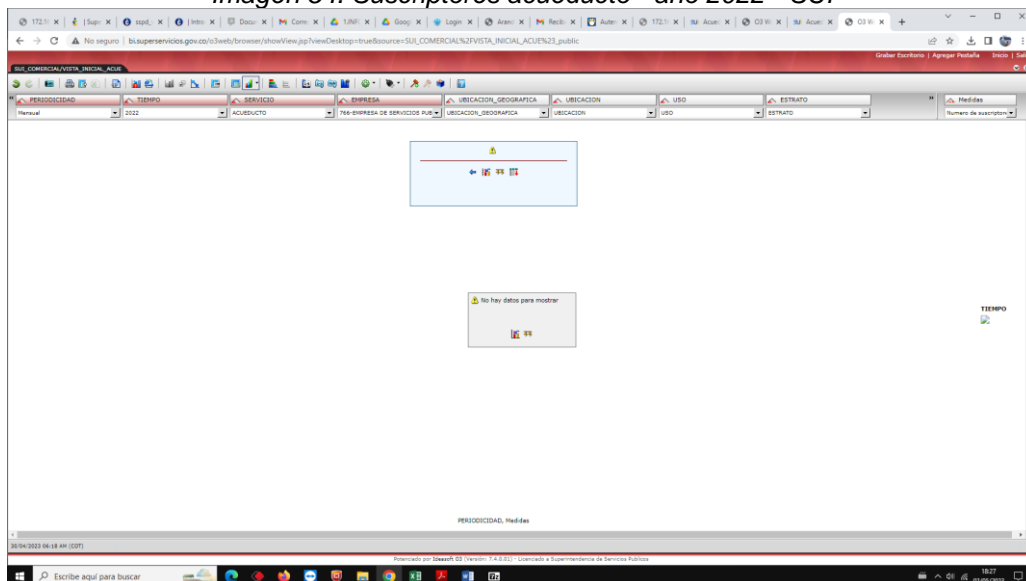 Imagen 34. Suscriptores acueducto - año 2022 - SUI
No seguro | bi.superservicios.gov.co/o3web/browser/showView.jsp?viewDesktop=true&source=SUI_COMERCIAL%2FVISTA_INICIAL_ACUE%23_public
Grabar Escritorio | Agregar Pestaña Inicio |
SUI_COMERCIAL/VISTA_INICIAL_ACUE
PERIODICIDAD TIEMPO SERVICIO EMPRESA UBICACION_GEOGRAFICA UBICACION USO ESTRATO Medidas
Mensual 2022 ACUEDUCTO 766-EMPRESA DE SERVICIOS PUB UBICACION_GEOGRAFICA UBICACION USO ESTRATO Numero de suscriptores
No hay datos para mostrar
TIEMPO
PERIODICIDAD, Medidas
30/04/2023 06:18 AM (COT)
Potenciado por Ideasoft O3 (Versión: 7.4.0.01) - Licenciado a Superintendencia de Servicios Publicos
Escribe aquí para buscar
18:27